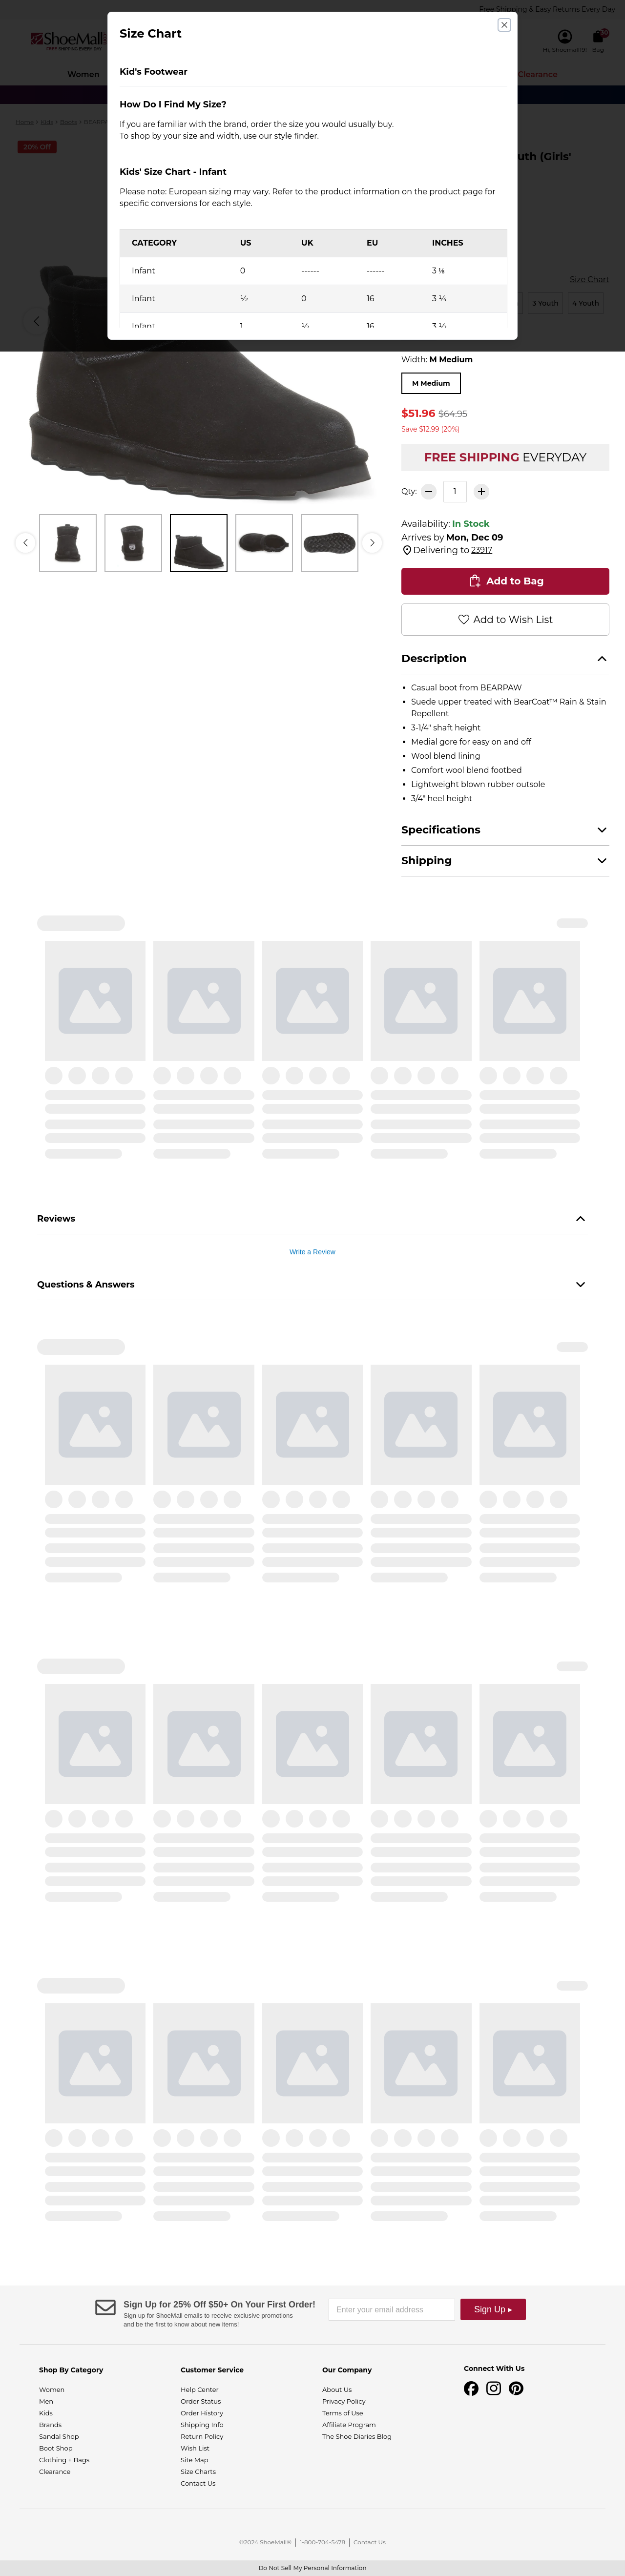 Free Shipping & Easy Returns Every Day
ShoeMall
FREE SHIPPING EVERY DAY
Hi, Shoemall101!
Bag
Women
Clearance
Home
Kids
Boots
20% Off
Youth (Girls'
Size Chart
3 Youth
4 Youth
Size Chart
Kid's Footwear
How Do I Find My Size?
If you are familiar with the brand, order the size you would usually buy.
To shop by your size and width, use our style finder.
Kids' Size Chart - Infant
Please note: European sizing may vary. Refer to the product information on the product page for
specific conversions for each style.
CATEGORY US UK EU INCHES
Infant 0 ------ ------ 3 ⅛
Infant ½ 0 16 3 ¼
Infant 1 ½ 16 3 ½
Width: M Medium
M Medium
$51.96 $64.95
Save $12.99 (20%)
FREE SHIPPING EVERYDAY
Qty: 1
Availability: In Stock
Arrives by Mon, Dec 09
Delivering to 23917
Add to Bag
Add to Wish List
Description
• Casual boot from BEARPAW
• Suede upper treated with BearCoat™ Rain & Stain
Repellent
• 3-1/4" shaft height
• Medial gore for easy on and off
• Wool blend lining
• Comfort wool blend footbed
• Lightweight blown rubber outsole
• 3/4" heel height
Specifications
Shipping
Reviews
Write a Review
Questions & Answers
Sign Up for 25% Off $50+ On Your First Order!
Sign up for ShoeMall emails to receive exclusive promotions
and be the first to know about new items!
Enter your email address
Sign Up ▸
Shop By Category
Women
Men
Kids
Brands
Sandal Shop
Boot Shop
Clothing + Bags
Clearance
Customer Service
Help Center
Order Status
Order History
Shipping Info
Return Policy
Wish List
Site Map
Size Charts
Contact Us
Our Company
About Us
Privacy Policy
Terms of Use
Affiliate Program
The Shoe Diaries Blog
Connect With Us
©2024 ShoeMall® | 1-800-704-5478 | Contact Us
Do Not Sell My Personal Information